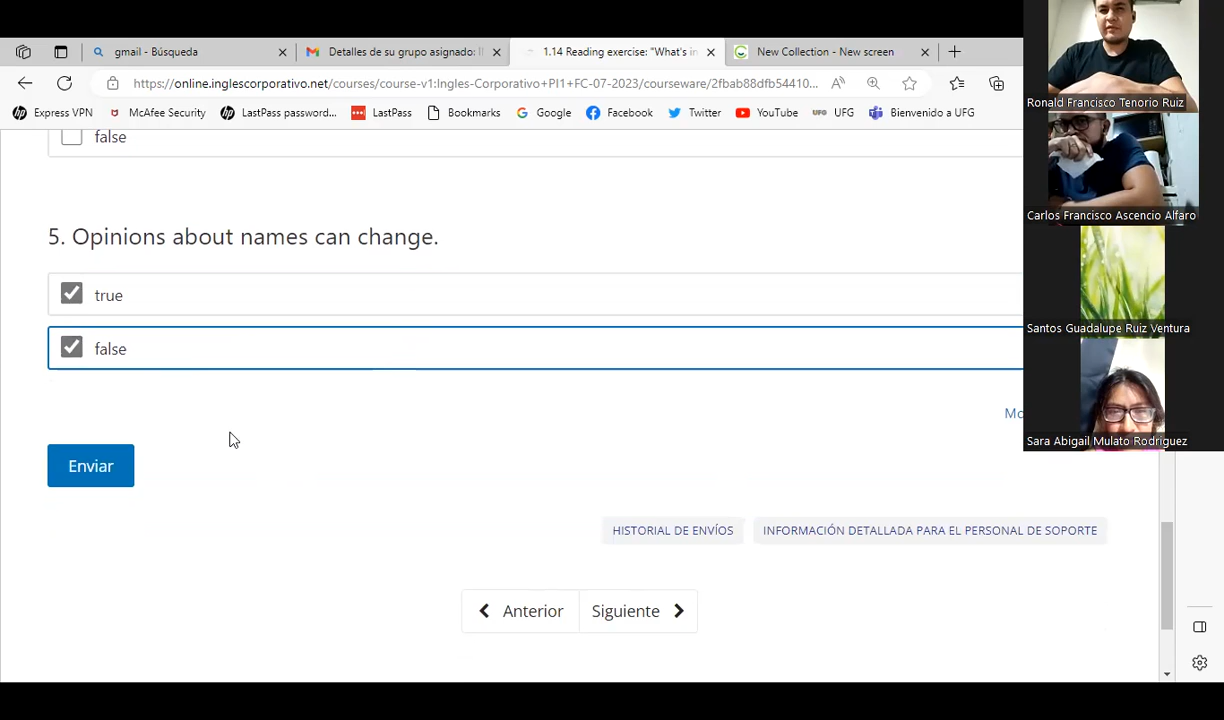 gmail - Búsqueda
Detalles de su grupo asignado: I
1.14 Reading exercise: "What's in
New Collection - New screen
https://online.inglescorporativo.net/courses/course-v1:Ingles-Corporativo+PI1+FC-07-2023/courseware/2fbab88dfb54410...
Express VPN
McAfee Security
LastPass password...
LastPass
Bookmarks
Google
Facebook
Twitter
YouTube
UFG
Bienvenido a UFG
false
5. Opinions about names can change.
true
false
Mo
Enviar
HISTORIAL DE ENVÍOS
INFORMACIÓN DETALLADA PARA EL PERSONAL DE SOPORTE
Anterior
Siguiente
Ronald Francisco Tenorio Ruiz
Carlos Francisco Ascencio Alfaro
Santos Guadalupe Ruiz Ventura
Sara Abigail Mulato Rodriguez